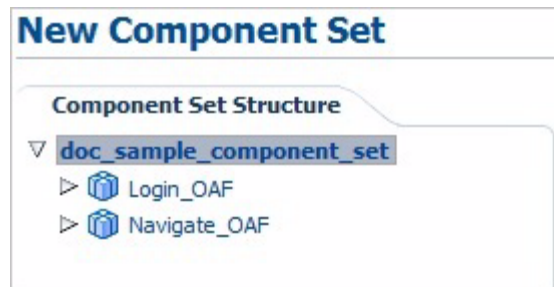 New Component Set
Component Set Structure
doc_sample_component_set
Login_OAF
Navigate_OAF